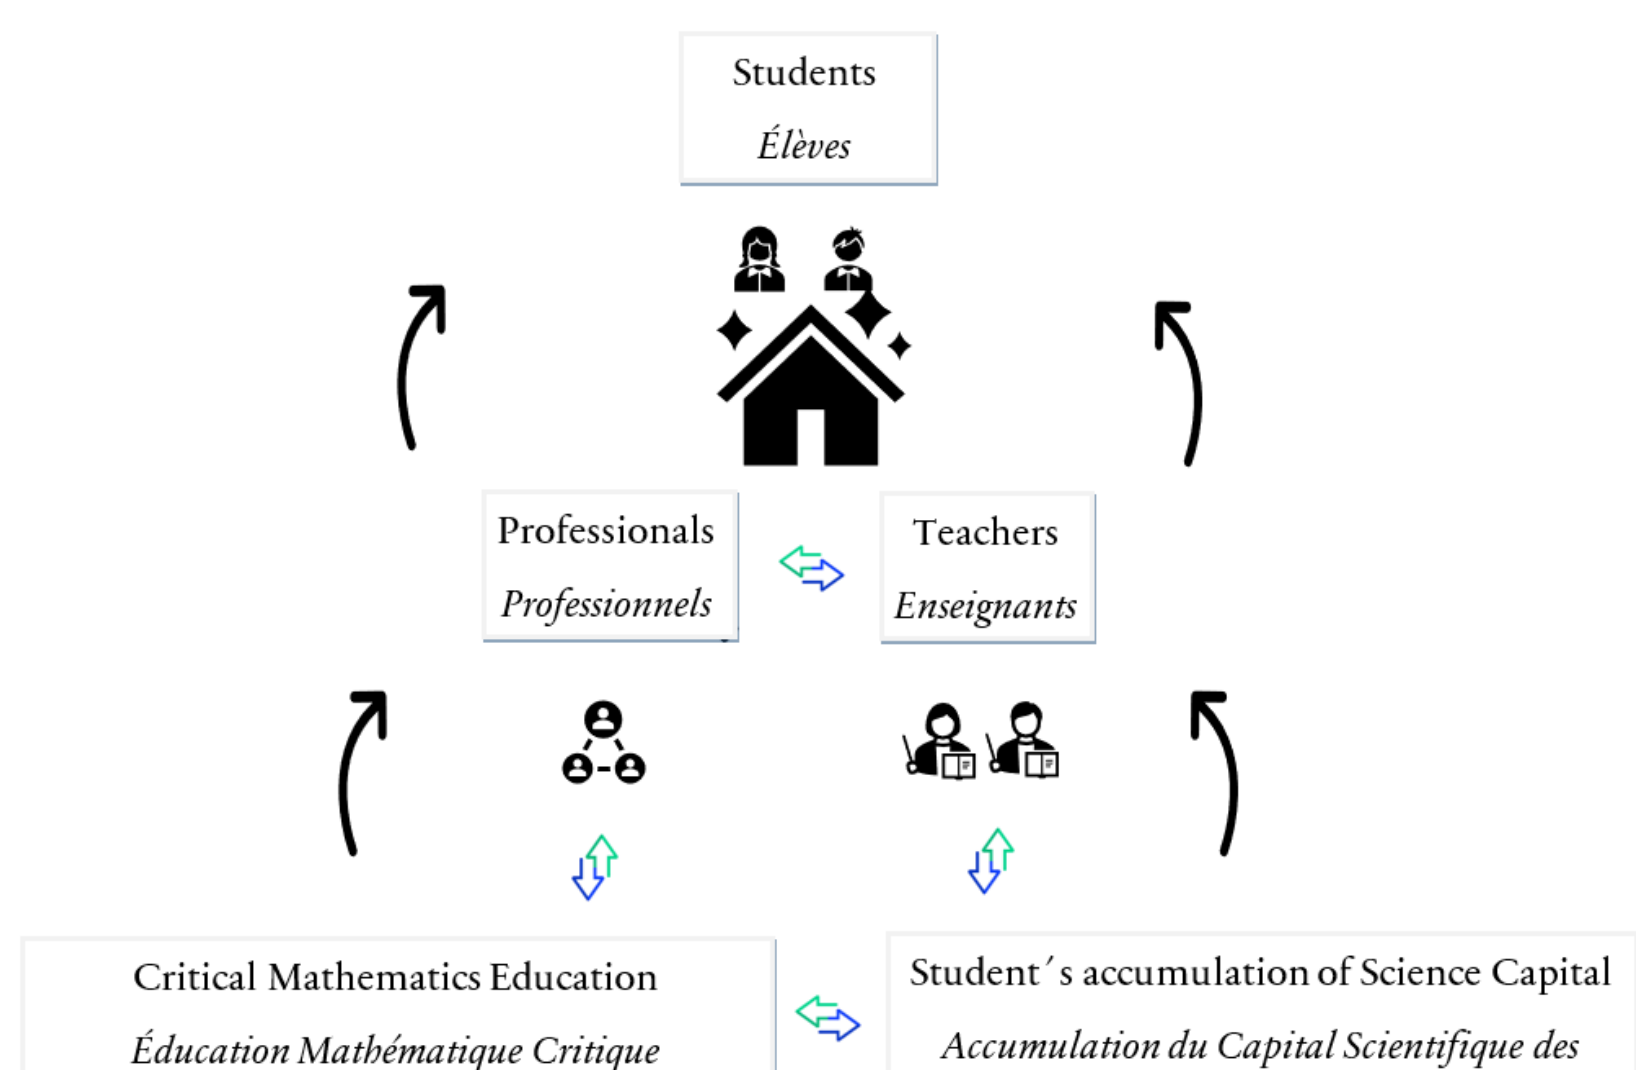 Students
Élèves
Professionals
Professionnels
Teachers
Enseignants
Critical Mathematics Education
Éducation Mathématique Critique
Student´s accumulation of Science Capital
Accumulation du Capital Scientifique des